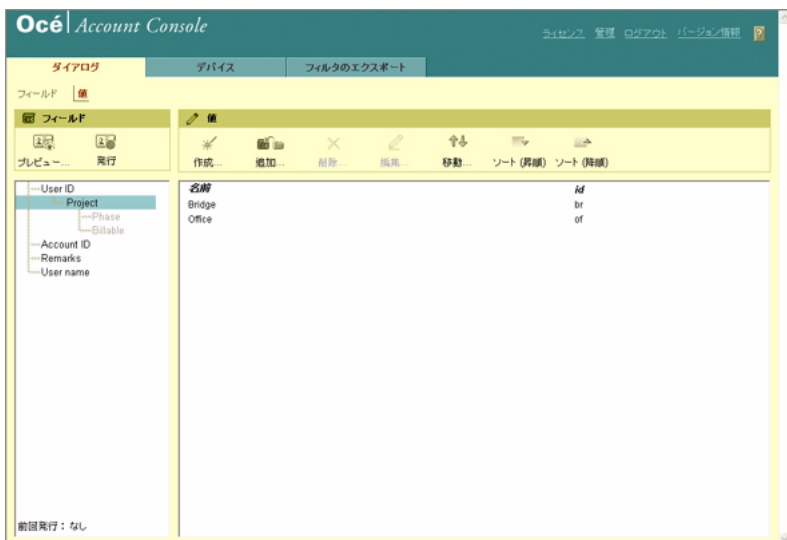 Océ Account Console
ライセンス 管理 ログアウト バージョン情報 ?
ダイアログ デバイス フィルタのエクスポート
フィールド 値
フィールド
値
プレビュー... 発行
作成... 追加... 削除... 編集... 移動... ソート (昇順) ソート (降順)
User ID
Project
Phase
Billable
Account ID
Remarks
User name
名前 id
Bridge br
Office of
前回発行: なし